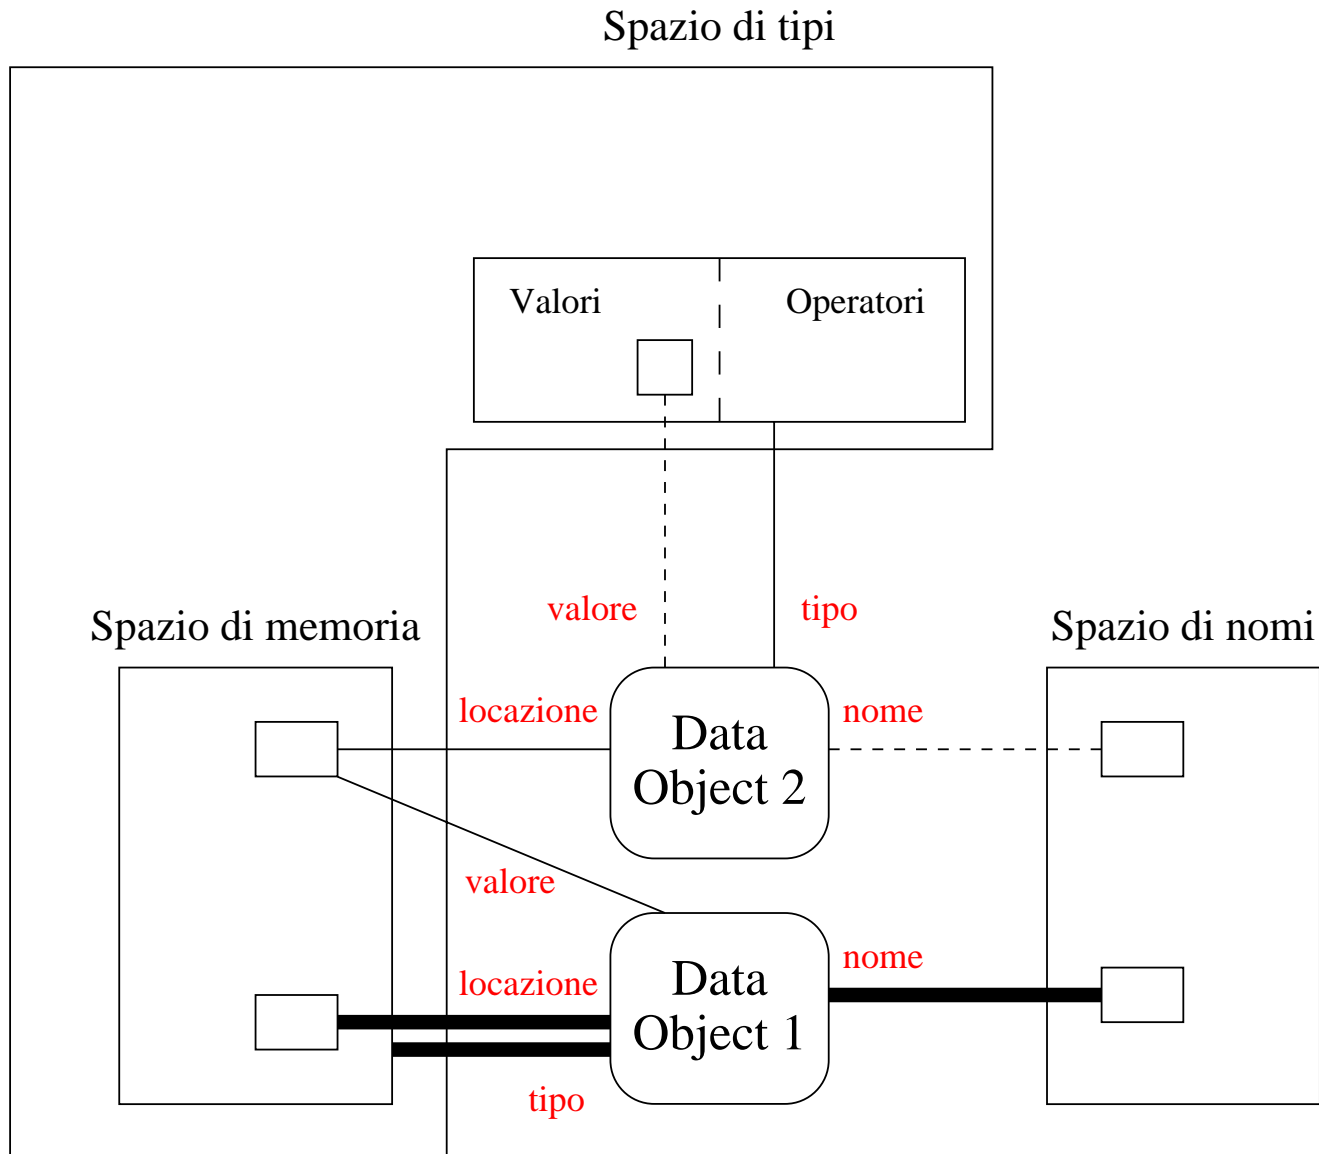 Spazio di tipi
Valori
Operatori
valore
tipo
Spazio di memoria
Spazio di nomi
locazione
nome
Data
Object 2
valore
locazione
nome
Data
Object 1
tipo